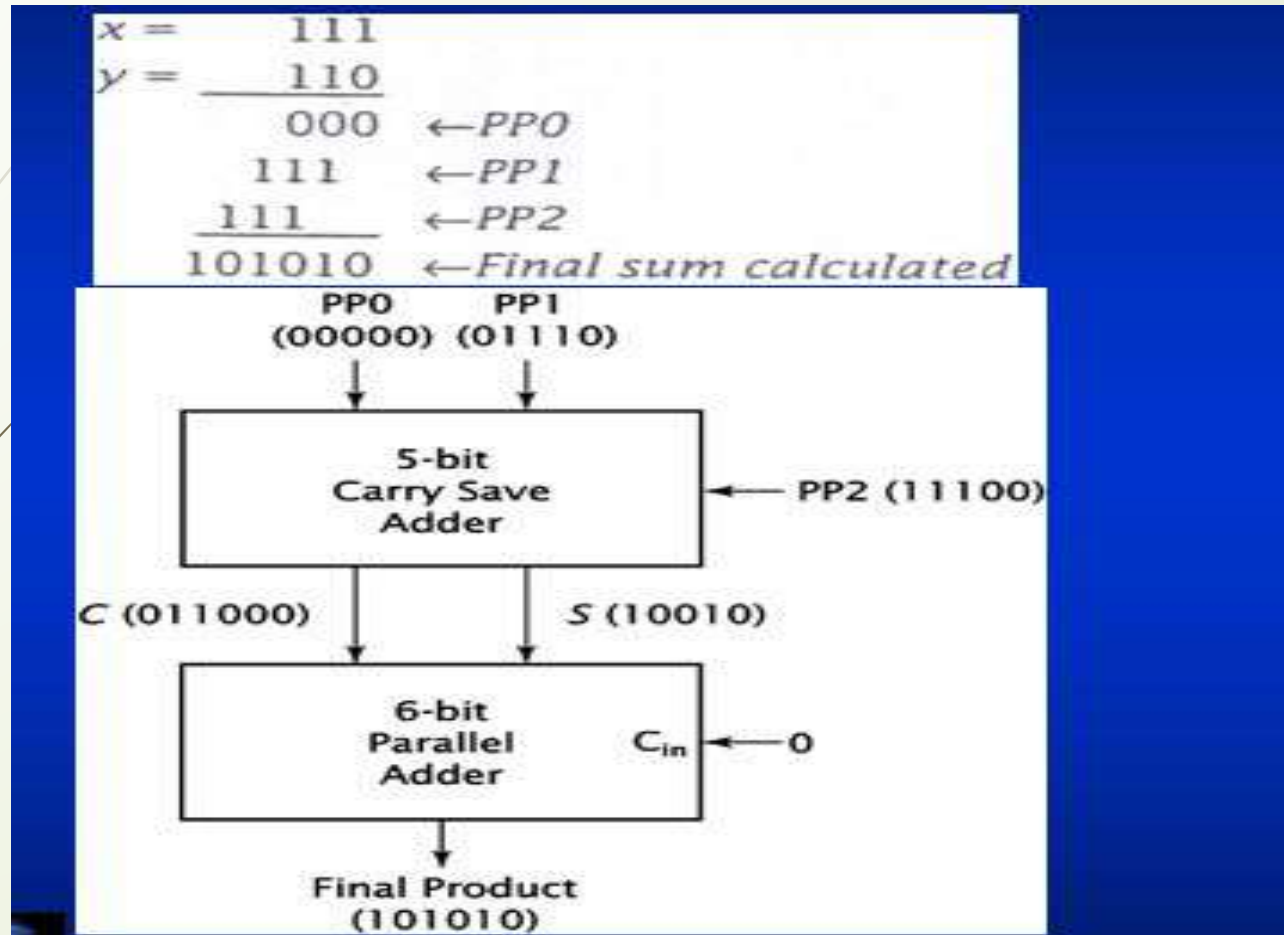 x = 111
y = 110
000 ←PP0
111 ←PP1
111 ←PP2
101010 ←Final sum calculated
PP0 PP1
(00000) (01110)
5-bit
Carry Save
Adder
PP2 (11100)
C (011000) S (10010)
6-bit
Parallel
Adder
Cin 0
Final Product
(101010)